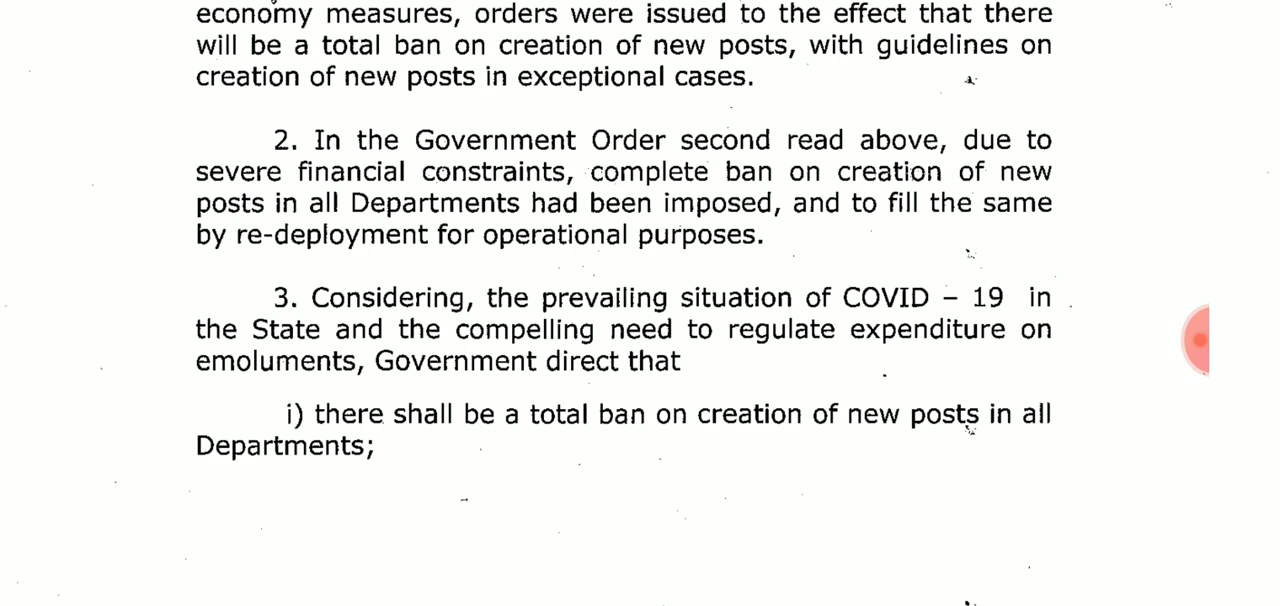 economy measures, orders were issued to the effect that there
will be a total ban on creation of new posts, with guidelines on
creation of new posts in exceptional cases.
2. In the Government Order second read above, due to
severe financial constraints, complete ban on creation of new
posts in all Departments had been imposed, and to fill the same
by re-deployment for operational purposes.
3. Considering, the prevailing situation of COVID – 19 in
the State and the compelling need to regulate expenditure on
emoluments, Government direct that
i) there shall be a total ban on creation of new posts in all
Departments;